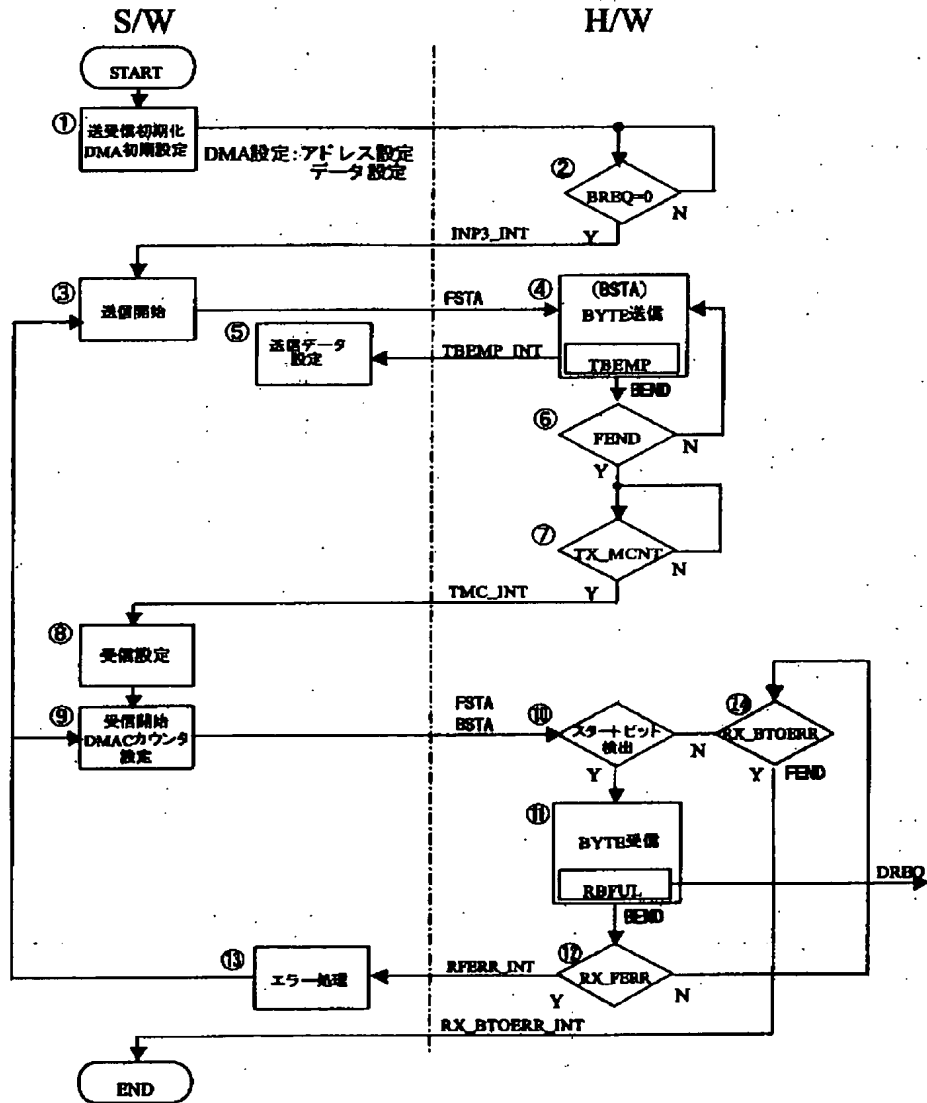 S/W
H/W
START
①
送受信初期化
DMA初期設定
DMA設定:アドレス設定
データ設定
②
BREQ=0
N
Y
INP3_INT
③
送信開始
FSTA
④
(BSTA)
BYTE送信
TBEMP
⑤
送信データ
設定
TBEMP_INT
BEND
⑥
FEND
N
Y
⑦
TX_MCNT
N
Y
TMC_INT
⑧
受信設定
⑨
受信開始
DMACカウンタ
設定
FSTA
BSTA
⑩
スタートビット
検出
N
Y
⑭
RX_BTOERR
Y
FEND
⑪
BYTE受信
RBFUL
DREQ
BEND
⑫
RX_FERR
Y
N
RFERR_INT
⑬
エラー処理
RX_BTOERR_INT
END